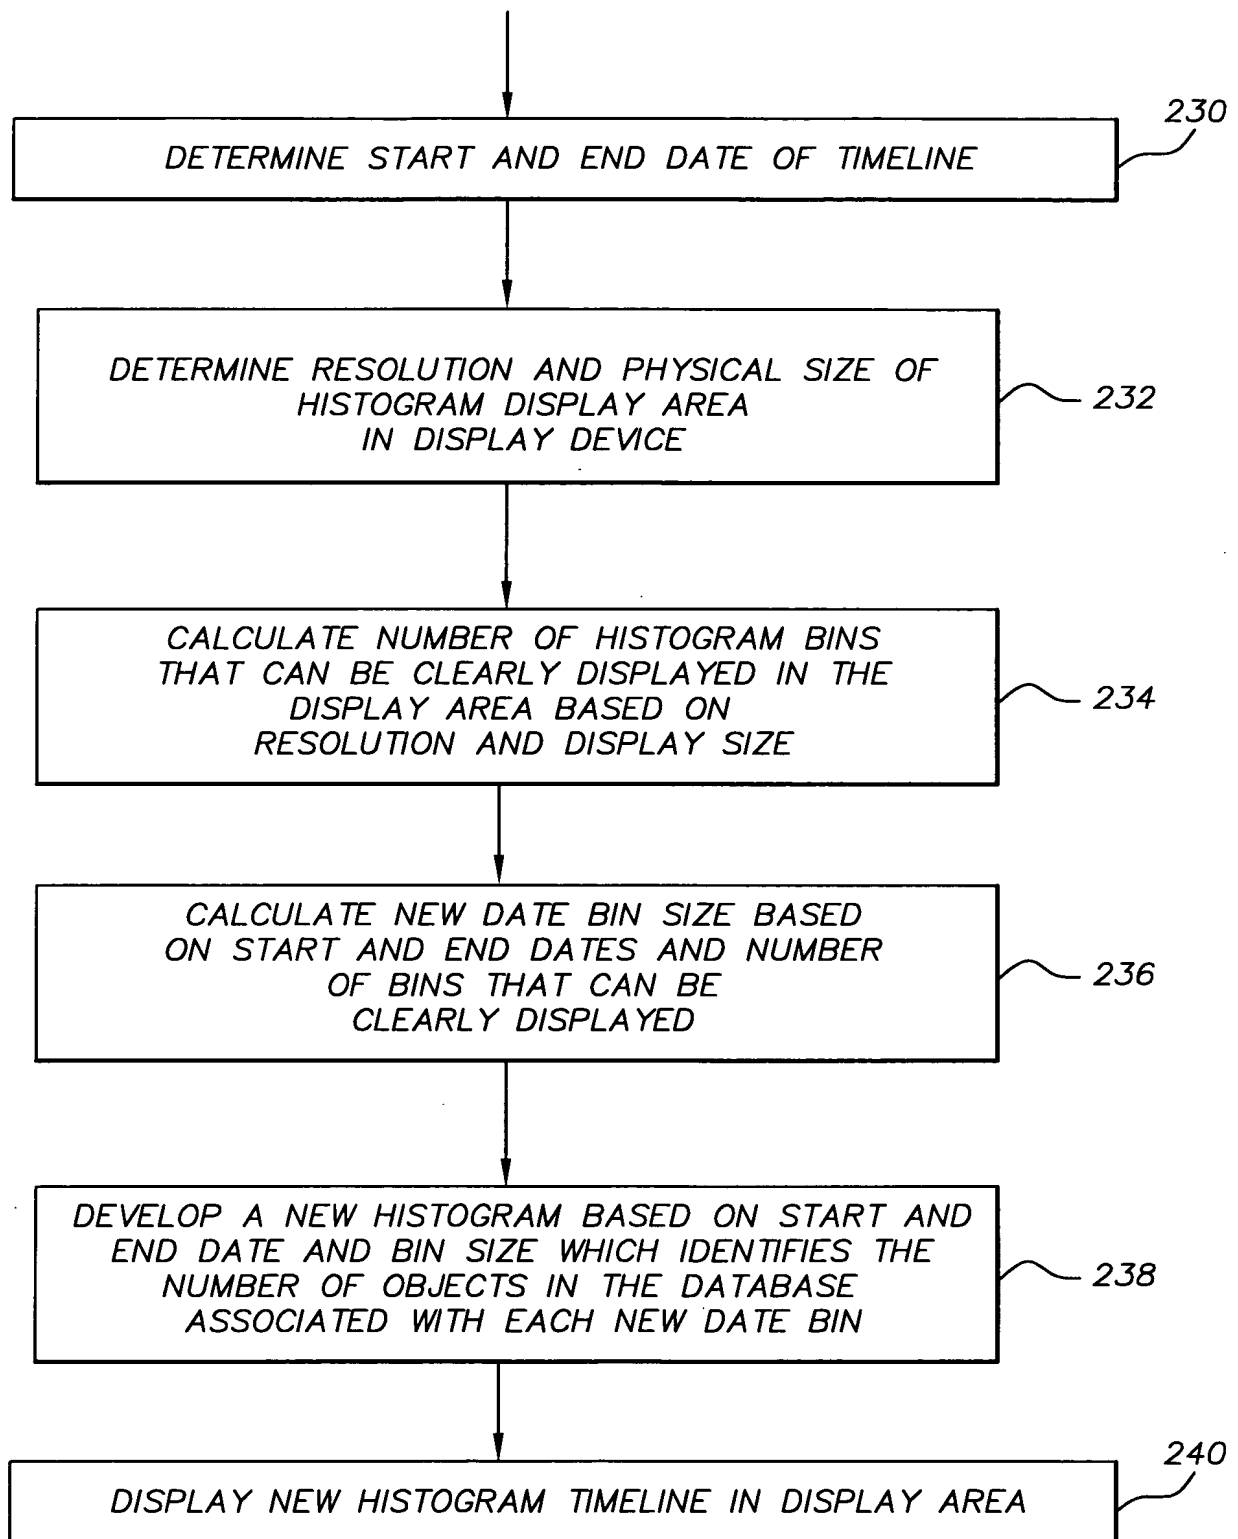 230
DETERMINE START AND END DATE OF TIMELINE
DETERMINE RESOLUTION AND PHYSICAL SIZE OF
HISTOGRAM DISPLAY AREA
IN DISPLAY DEVICE
232
CALCULATE NUMBER OF HISTOGRAM BINS
THAT CAN BE CLEARLY DISPLAYED IN THE
DISPLAY AREA BASED ON
RESOLUTION AND DISPLAY SIZE
234
CALCULATE NEW DATE BIN SIZE BASED
ON START AND END DATES AND NUMBER
OF BINS THAT CAN BE
CLEARLY DISPLAYED
236
DEVELOP A NEW HISTOGRAM BASED ON START AND
END DATE AND BIN SIZE WHICH IDENTIFIES THE
NUMBER OF OBJECTS IN THE DATABASE
ASSOCIATED WITH EACH NEW DATE BIN
238
240
DISPLAY NEW HISTOGRAM TIMELINE IN DISPLAY AREA